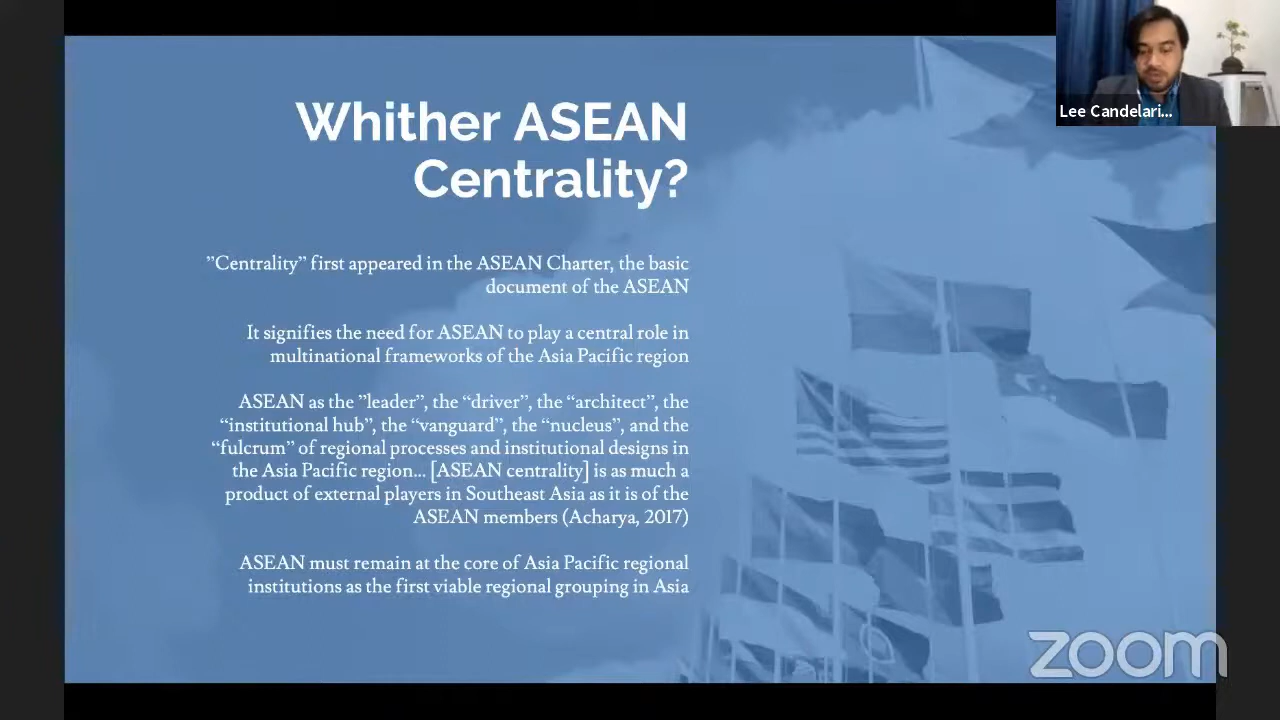 Whither ASEAN
Centrality?
”Centrality” first appeared in the ASEAN Charter, the basic
document of the ASEAN
It signifies the need for ASEAN to play a central role in
multinational frameworks of the Asia Pacific region
ASEAN as the ”leader”, the “driver”, the “architect”, the
“institutional hub”, the “vanguard”, the “nucleus”, and the
“fulcrum” of regional processes and institutional designs in
the Asia Pacific region... [ASEAN centrality] is as much a
product of external players in Southeast Asia as it is of the
ASEAN members (Acharya, 2017)
ASEAN must remain at the core of Asia Pacific regional
institutions as the first viable regional grouping in Asia
Lee Candelari...
zoom